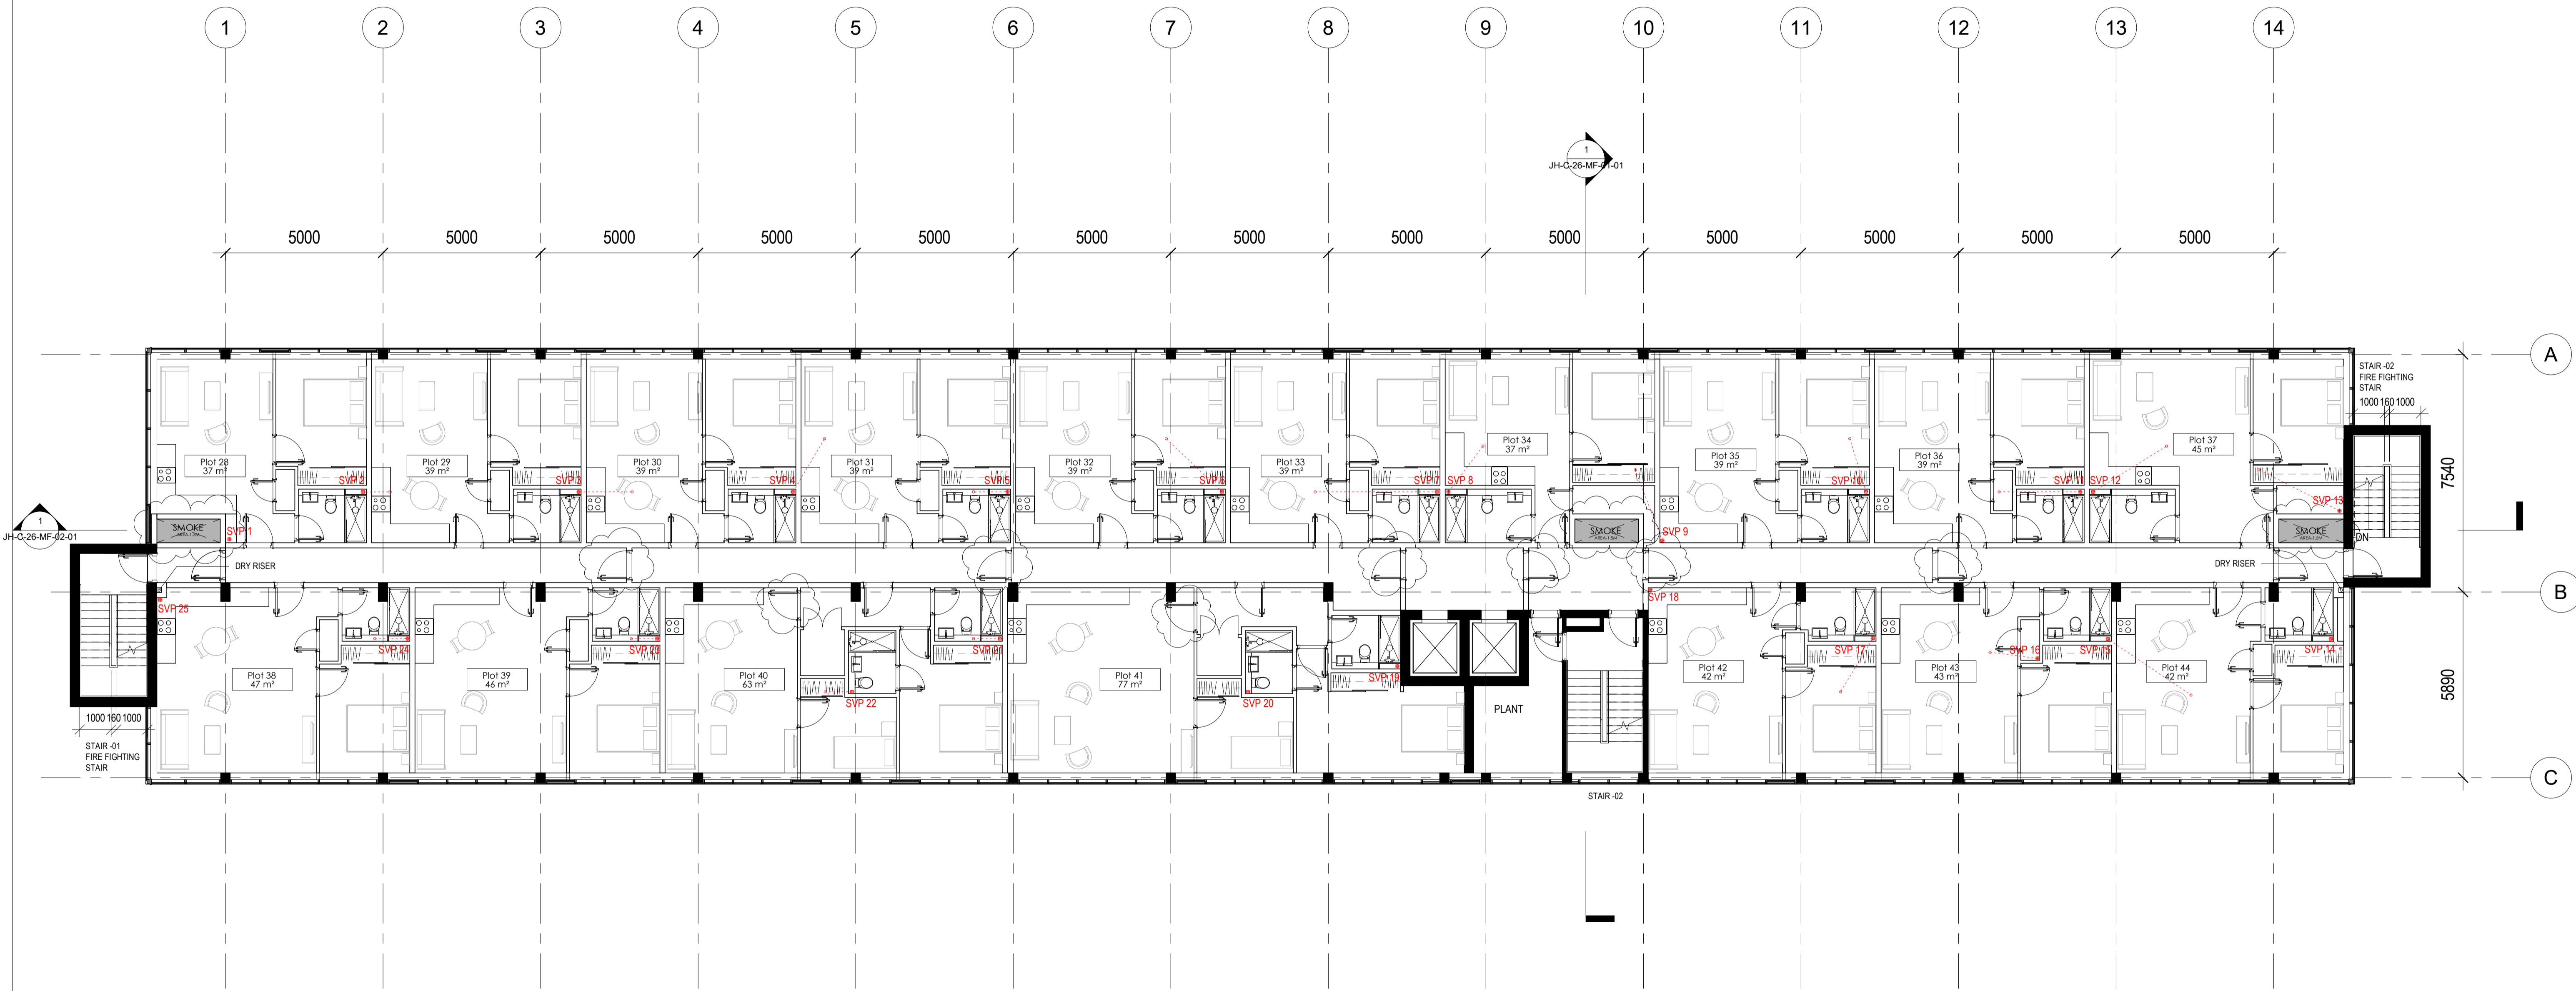 1 2 3 4 5 6 7 8 9 10 11 12 13 14
1
JH-C-26-MF-01-01
5000 5000 5000 5000 5000 5000 5000 5000 5000 5000 5000 5000 5000
A
STAIR -02
FIRE FIGHTING
STAIR
1000 160 1000
Plot 28
37 m²
Plot 29
39 m²
Plot 30
39 m²
Plot 31
39 m²
Plot 32
39 m²
Plot 33
39 m²
Plot 34
37 m²
Plot 35
39 m²
Plot 36
39 m²
Plot 37
45 m²
7540
SVP 2
SVP 3
SVP 4
SVP 5
SVP 6
SVP 7
SVP 8
SVP 10
SVP 11
SVP 12
SVP 13
1
JH-C-26-MF-02-01
SMOKE
AREA:1.5M
SVP 1
SMOKE
AREA:1.5M
SVP 9
SMOKE
AREA:1.5M
DN
DRY RISER
DRY RISER
B
SVP 25
SVP 18
SVP 24
SVP 23
SVP 21
SVP 19
SVP 17
SVP 16
SVP 15
SVP 14
Plot 38
47 m²
Plot 39
46 m²
Plot 40
63 m²
Plot 41
77 m²
Plot 42
42 m²
Plot 43
43 m²
Plot 44
42 m²
5890
SVP 22
SVP 20
PLANT
1000 160 1000
STAIR -01
FIRE FIGHTING
STAIR
C
STAIR -02